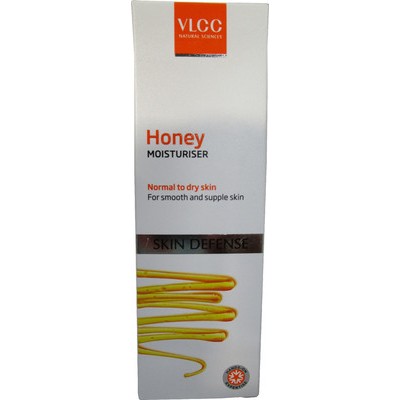 VLCC
NATURAL SCIENCES
Honey
MOISTURISER
Normal to dry skin
For smooth and supple skin
SKIN DEFENSE